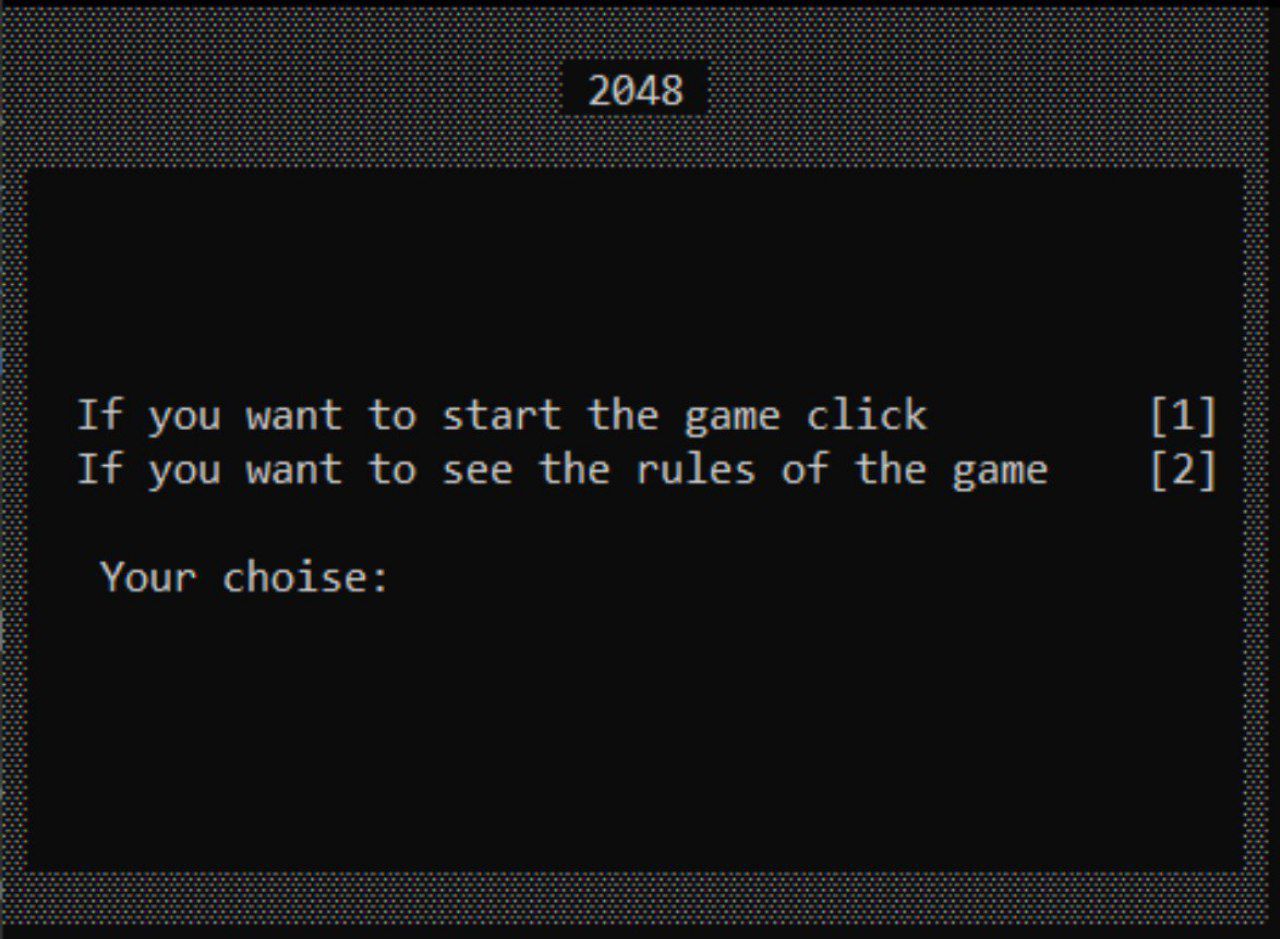 2048
If you want to start the game click [1]
If you want to see the rules of the game [2]
Your choise: